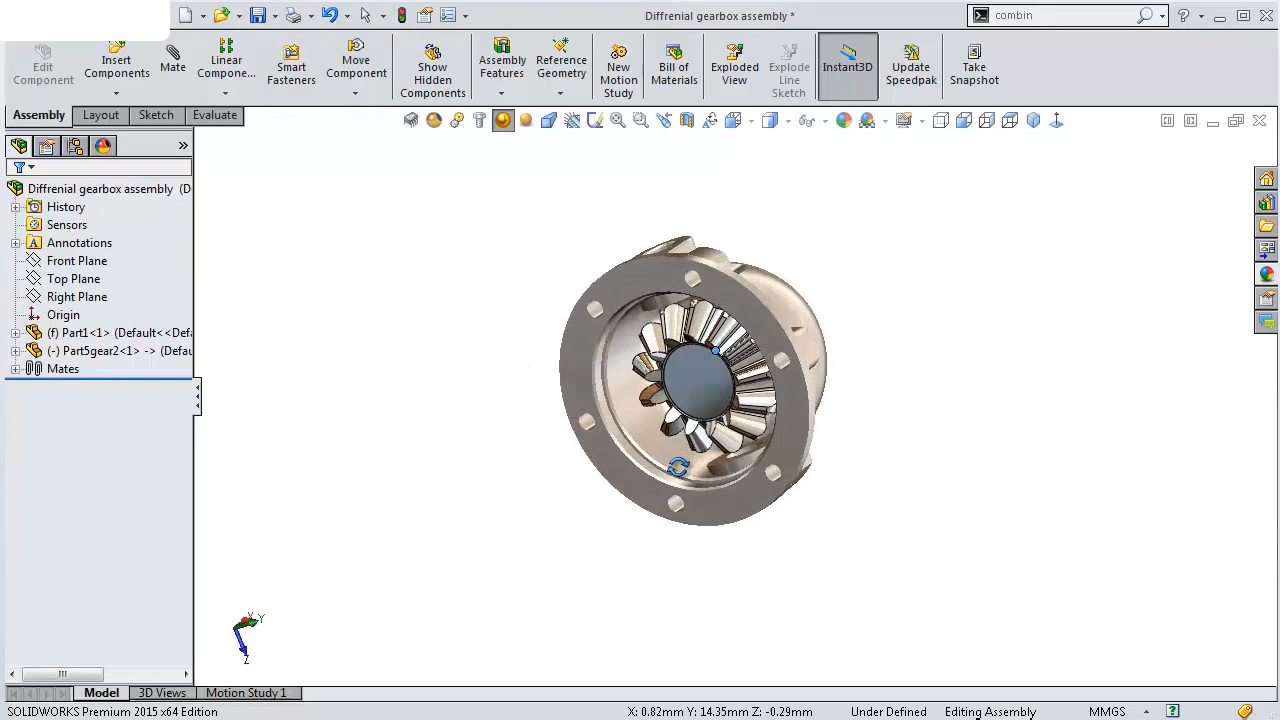 Diffrenial gearbox assembly *
combin
Edit
Component
Insert
Components
Mate
Linear
Compone...
Smart
Fasteners
Move
Component
Show
Hidden
Components
Assembly
Features
Reference
Geometry
New
Motion
Study
Bill of
Materials
Exploded
View
Explode
Line
Sketch
Instant3D
Update
Speedpak
Take
Snapshot
Assembly
Layout
Sketch
Evaluate
Diffrenial gearbox assembly (D
History
Sensors
Annotations
Front Plane
Top Plane
Right Plane
Origin
(f) Part1<1> (Default<<Defa
(-) Part5gear2<1> -> (Defau
Mates
X
Y
Z
Model
3D Views
Motion Study 1
SOLIDWORKS Premium 2015 x64 Edition
X: 0.82mm Y: 14.35mm Z: -0.29mm
Under Defined
Editing Assembly
MMGS